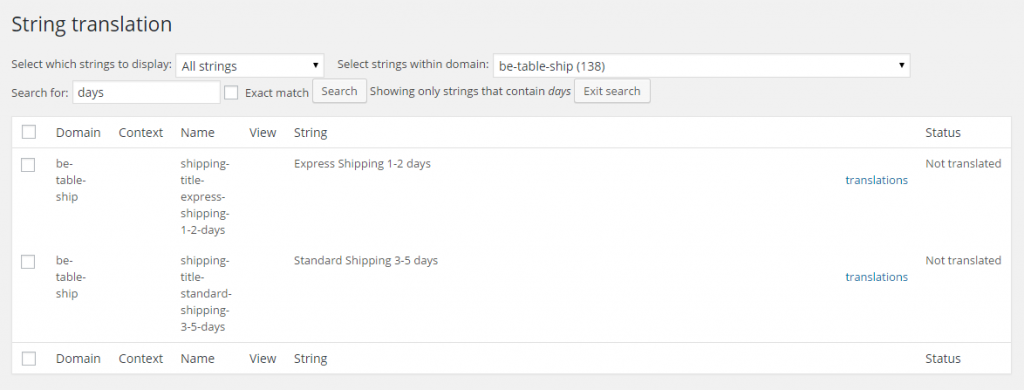 String translation
Select which strings to display: All strings Select strings within domain: be-table-ship (138)
Search for: days Exact match Search Showing only strings that contain days Exit search
Domain Context Name View String Status
be-
table-
ship
shipping-
title-
express-
shipping-
1-2-days
Express Shipping 1-2 days
translations
Not translated
be-
table-
ship
shipping-
title-
standard-
shipping-
3-5-days
Standard Shipping 3-5 days
translations
Not translated
Domain Context Name View String Status